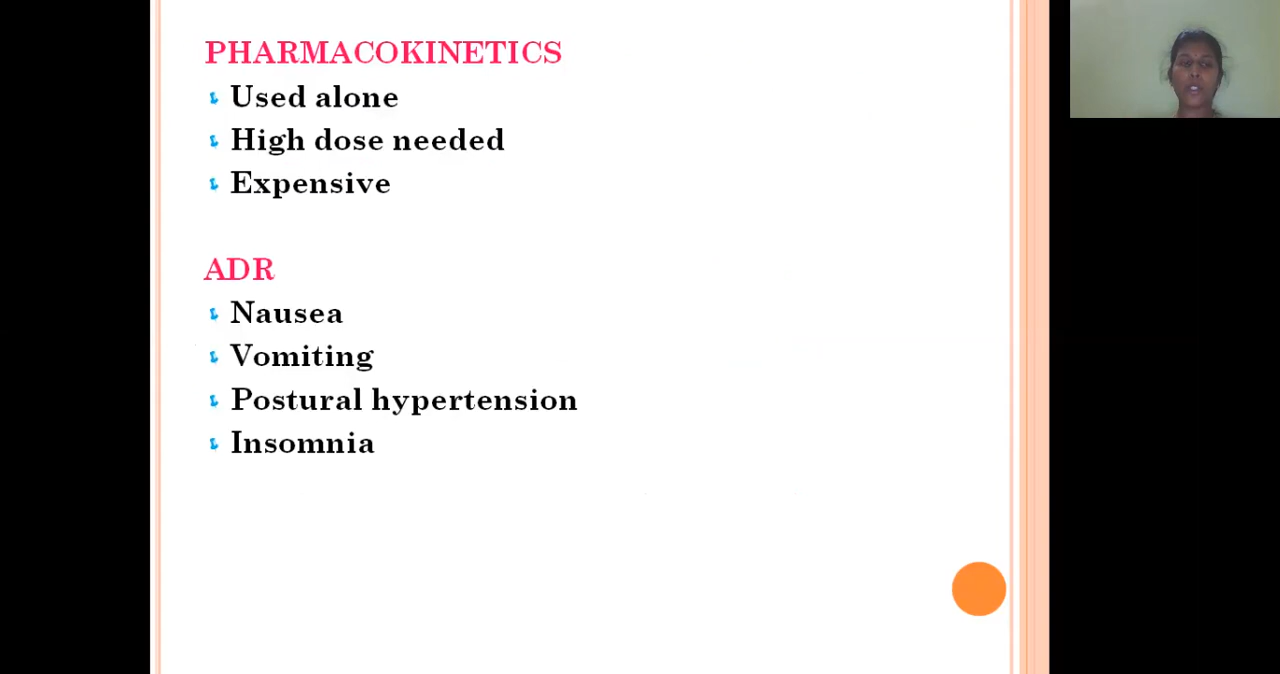 PHARMACOKINETICS
Used alone
High dose needed
Expensive
ADR
Nausea
Vomiting
Postural hypertension
Insomnia